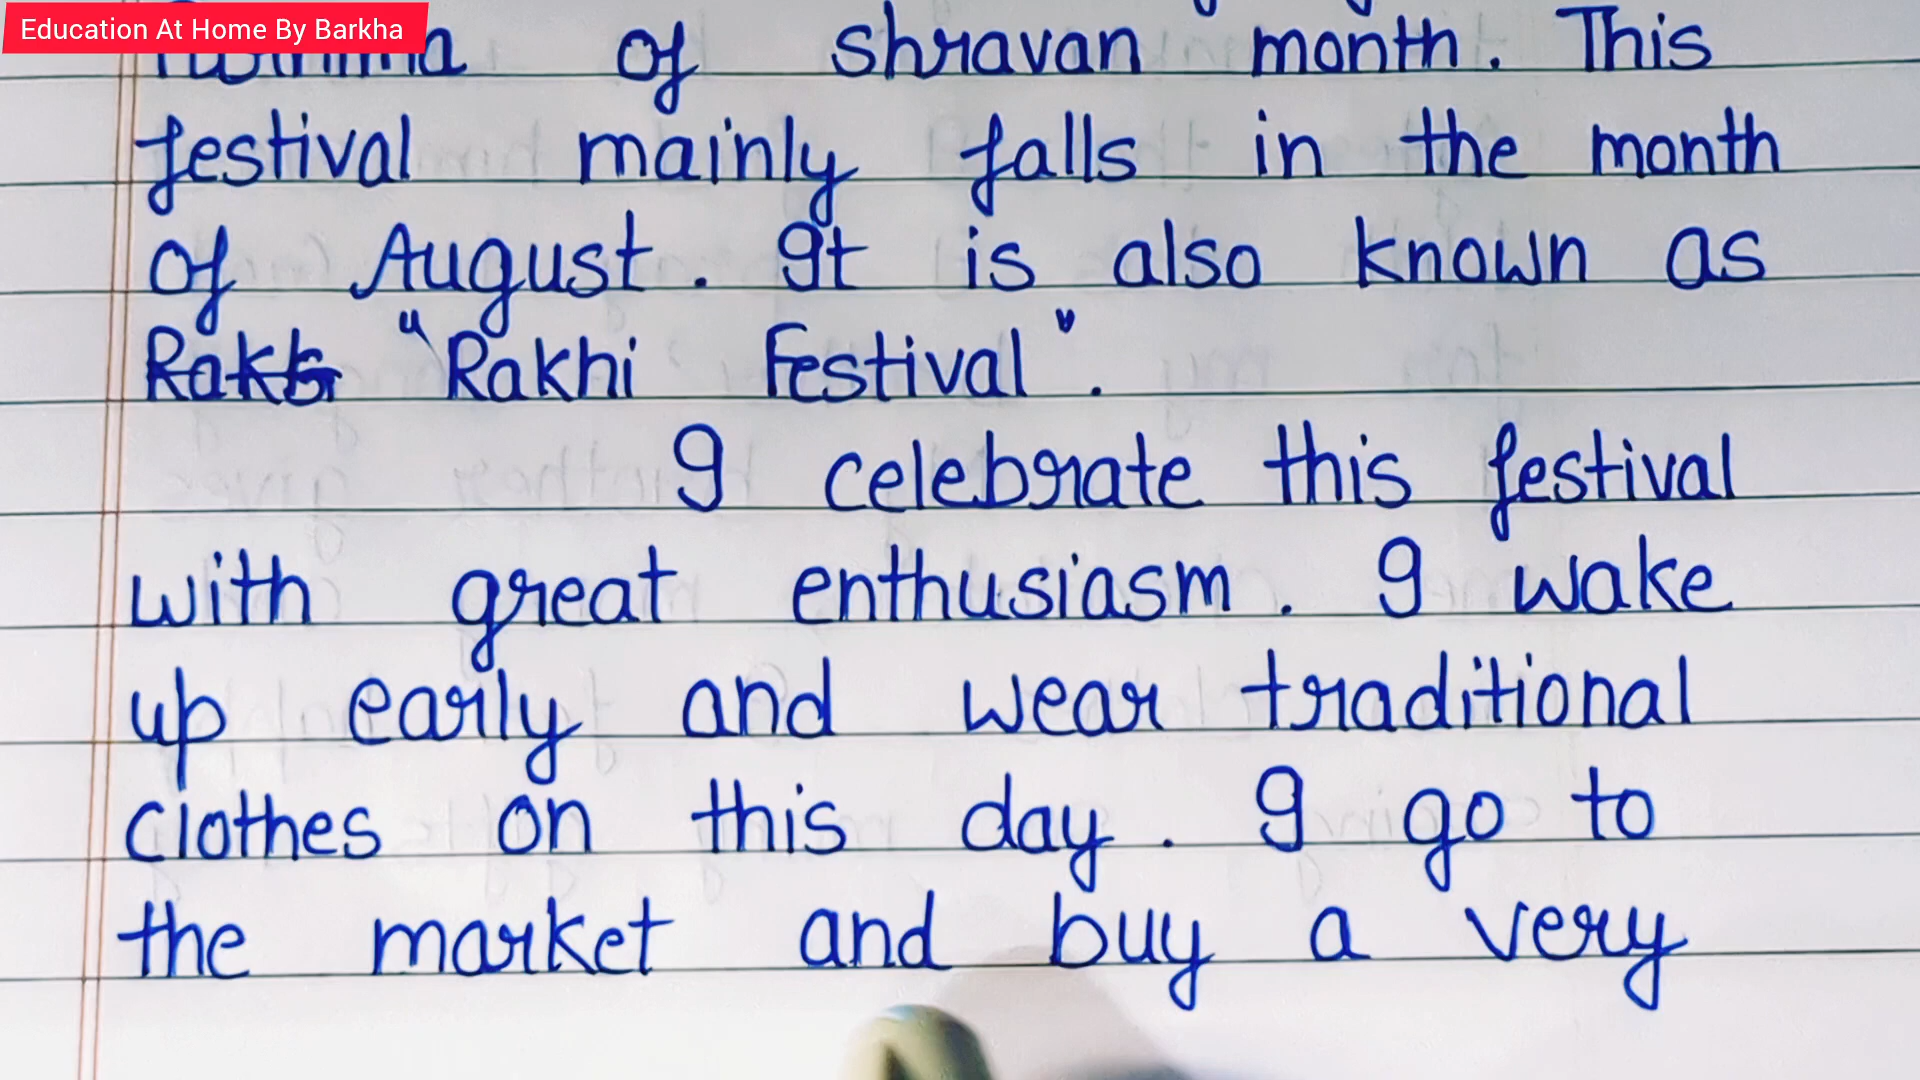 Education At Home By Barkha
of shravan month. This
festival mainly falls in the month
of August. It is also known as
"Rakhi Festival".
I celebrate this festival
with great enthusiasm. I wake
up early and wear traditional
clothes on this day. I go to
the market and buy a very